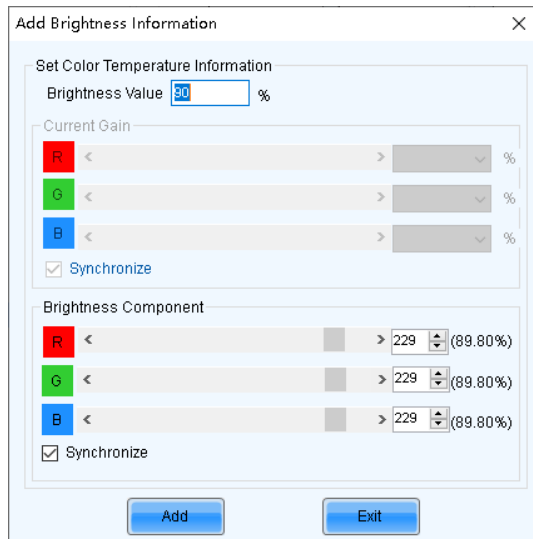 Add Brightness Information
Set Color Temperature Information
Brightness Value 90 %
Current Gain
R %
G %
B %
Synchronize
Brightness Component
R 229 (89.80%)
G 229 (89.80%)
B 229 (89.80%)
Synchronize
Add Exit